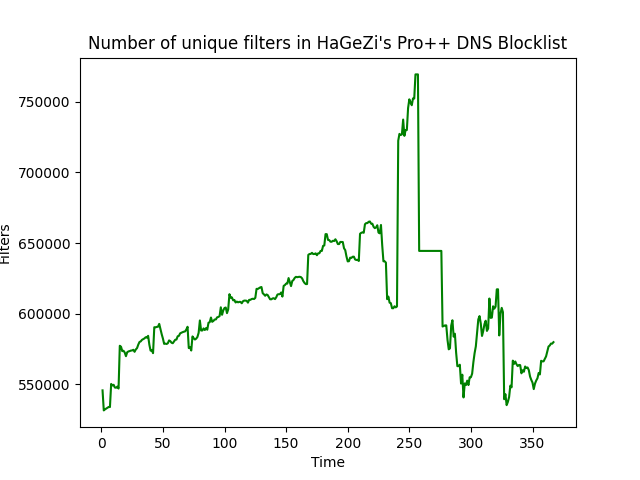 Number of unique filters in HaGeZi's Pro++ DNS Blocklist
Filters
750000
700000
650000
600000
550000
0 50 100 150 200 250 300 350
Time